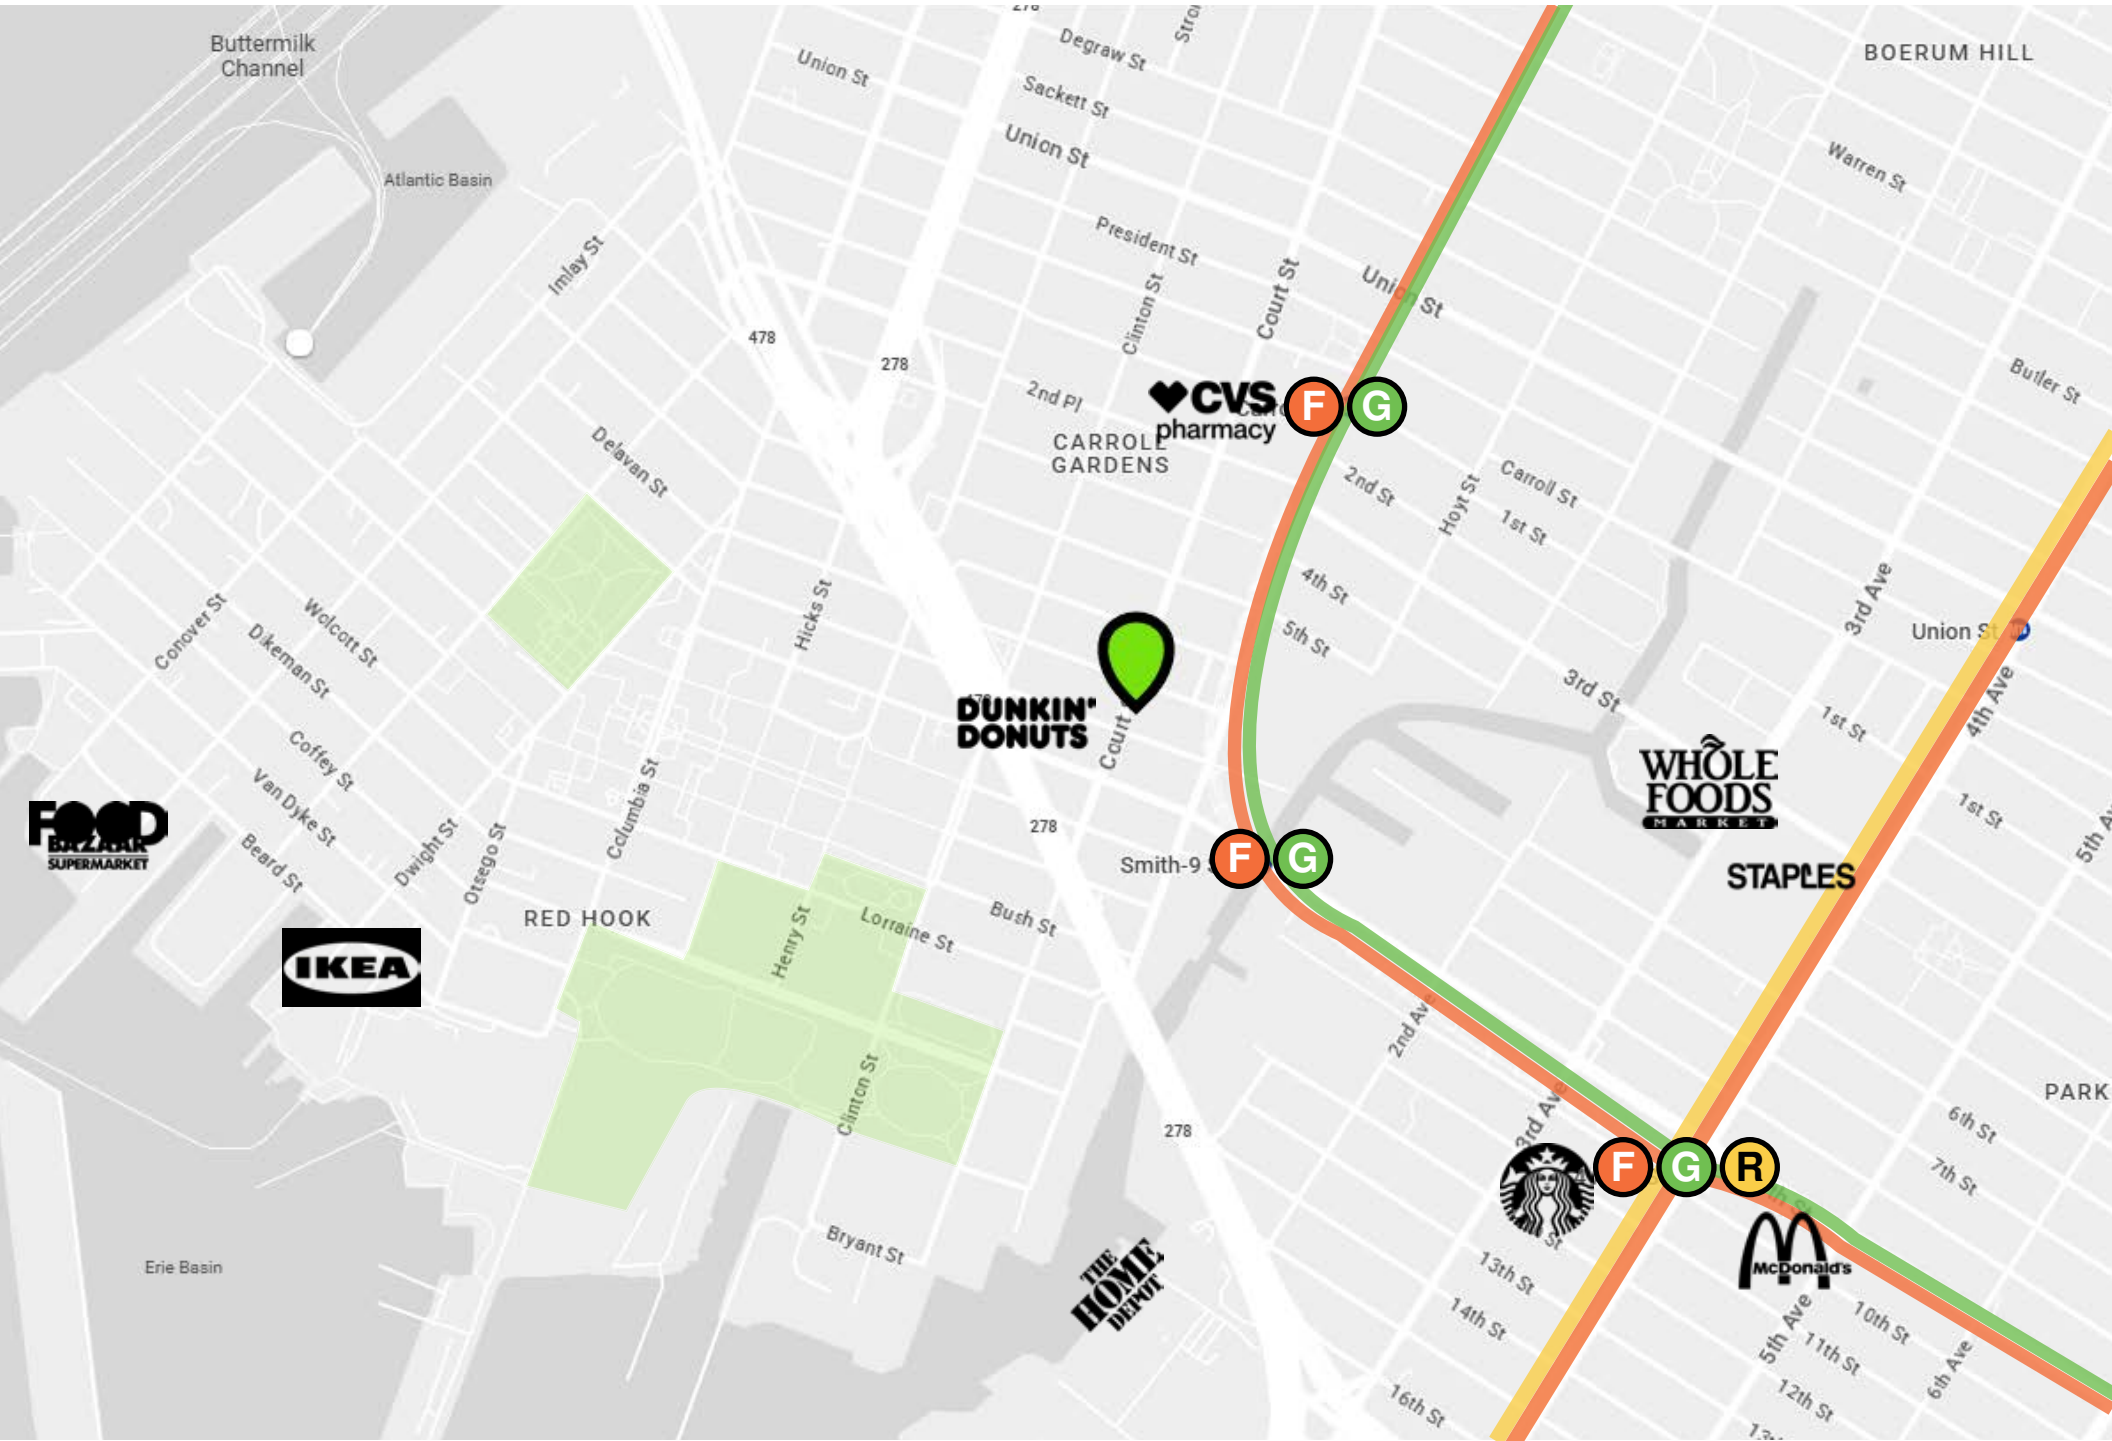 278
Buttermilk
Channel
Degraw St
BOERUM HILL
Union St
Sackett St
Union St
Warren St
Atlantic Basin
President St
Imlay St
Clinton St
Court St
Union St
478
278
Butler St
2nd Pl
CVS
pharmacy
F
G
CARROLL
GARDENS
Delavan St
2nd St
Hoyt St
Carroll St
1st St
4th St
3rd Ave
Hicks St
Conover St
Wolcott St
Dikeman St
5th St
Union St
3rd St
4th Ave
DUNKIN'
DONUTS
Court
1st St
Coffey St
Van Dyke St
Columbia St
WHOLE
FOODS
MARKET
1st St
FOOD
BAZAAR
SUPERMARKET
Beard St
Dwight St
Otsego St
278
5th Av
Smith-9
F
G
STAPLES
RED HOOK
Henry St
Lorraine St
Bush St
IKEA
2nd Ave
Clinton St
3rd Ave
PARK
6th St
7th St
278
F
G
R
Bryant St
Erie Basin
THE
HOME
DEPOT
St
13th St
14th St
McDonald's
5th Ave
10th St
11th St
12th St
6th Ave
16th St